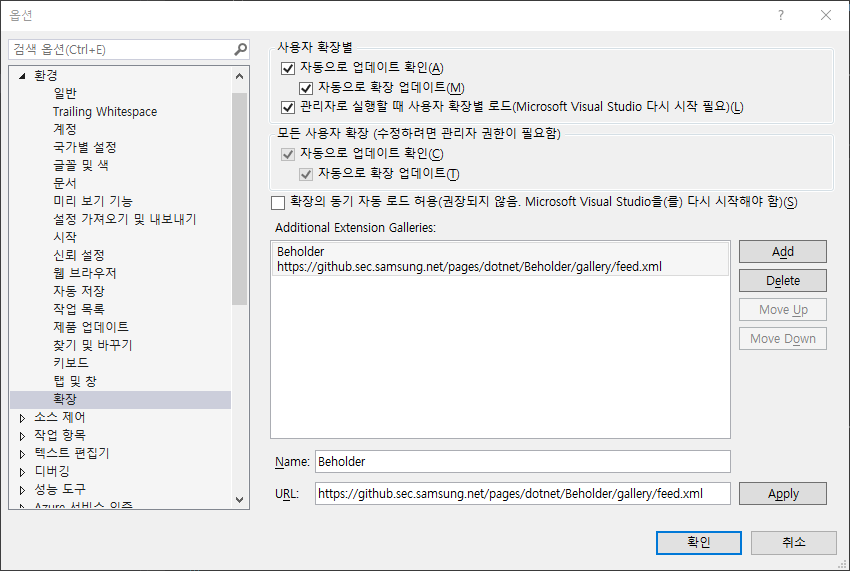 옵션
검색 옵션(Ctrl+E)
환경
일반
Trailing Whitespace
계정
국가별 설정
글꼴 및 색
문서
미리 보기 기능
설정 가져오기 및 내보내기
시작
신뢰 설정
웹 브라우저
자동 저장
작업 목록
제품 업데이트
찾기 및 바꾸기
키보드
탭 및 창
확장
소스 제어
작업 항목
텍스트 편집기
디버깅
성능 도구
Azure 서비스 인증
사용자 확장별
자동으로 업데이트 확인(A)
자동으로 확장 업데이트(M)
관리자로 실행할 때 사용자 확장별 로드(Microsoft Visual Studio 다시 시작 필요)(L)
모든 사용자 확장 (수정하려면 관리자 권한이 필요함)
자동으로 업데이트 확인(C)
자동으로 확장 업데이트(T)
확장의 동기 자동 로드 허용(권장되지 않음. Microsoft Visual Studio을(를) 다시 시작해야 함)(S)
Additional Extension Galleries:
Beholder
https://github.sec.samsung.net/pages/dotnet/Beholder/gallery/feed.xml
Add
Delete
Move Up
Move Down
Name: Beholder
URL: https://github.sec.samsung.net/pages/dotnet/Beholder/gallery/feed.xml
Apply
확인
취소